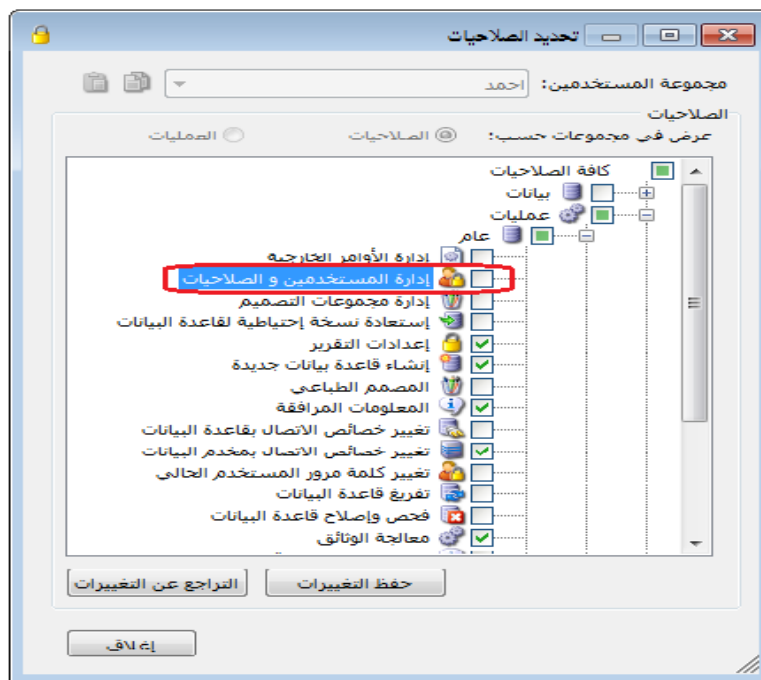 تحديد الصلاحيات
مجموعة المستخدمين: احمد
الصلاحيات
عرض في مجموعات حسب: الصلاحيات العمليات
كافة الصلاحيات
بيانات
عمليات
عام
إدارة الأوامر الخارجية
إدارة المستخدمين و الصلاحيات
إدارة مجموعات التصميم
إستعادة نسخة إحتياطية لقاعدة البيانات
إعدادات التقرير
إنشاء قاعدة بيانات جديدة
المصمم الطباعي
المعلومات المرافقة
تغيير خصائص الاتصال بقاعدة البيانات
تغيير خصائص الاتصال بمخدم البيانات
تغيير كلمة مرور المستخدم الحالي
تفريغ قاعدة البيانات
فحص وإصلاح قاعدة البيانات
معالجة الوثائق
حفظ التغييرات التراجع عن التغييرات
إغلاق